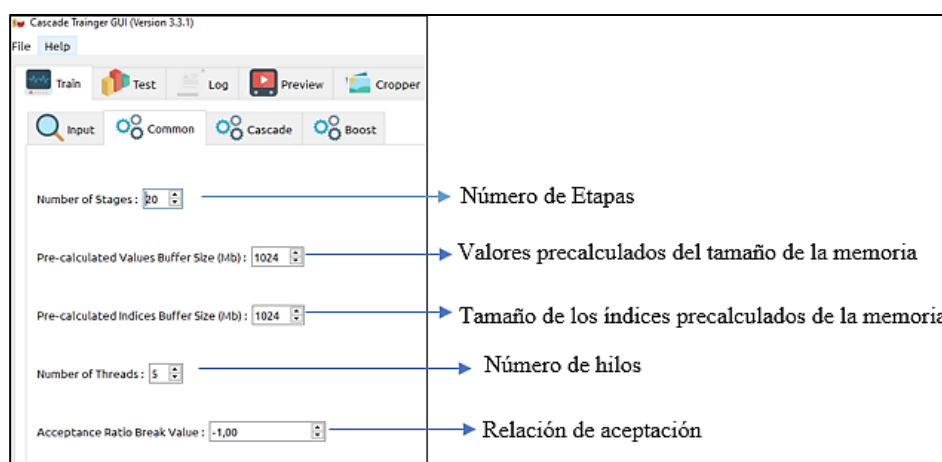 Cascade Trainger GUI (Version 3.3.1)
File Help
Train Test Log Preview Cropper
Input Common Cascade Boost
Number of Stages : 20
Número de Etapas
Pre-calculated Values Buffer Size (Mb) : 1024
Valores precalculados del tamaño de la memoria
Pre-calculated Indices Buffer Size (Mb) : 1024
Tamaño de los índices precalculados de la memoria
Number of Threads : 5
Número de hilos
Acceptance Ratio Break Value : -1,00
Relación de aceptación